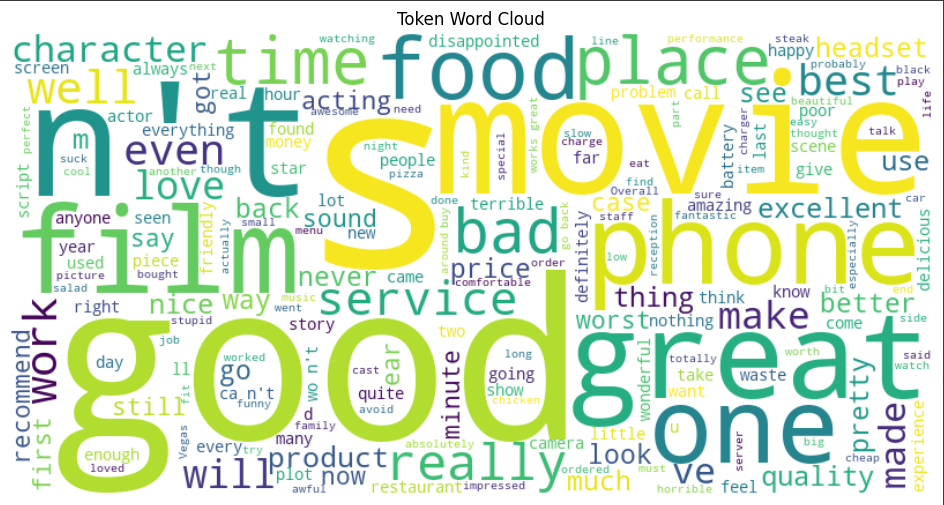 Token Word Cloud
character
time
food
place
movie
n't
s
film
good
great
phone
one
best
headset
well
even
love
bad
service
work
will
really
product
make
made
quality
pretty
better
excellent
thing
price
never
way
nice
back
say
sound
acting
got
watching
disappointed
line
performance
steak
happy
probably
black
play
life
screen
always
next
real
hour
awesome
need
problem
call
see
beautiful
poor
easy
thought
scene
talk
use
actor
everything
found
money
star
m
suck
cool
another
though
script
perfect
night
people
pizza
kind
special
works great
slow
charge
far
eat
part
find
Overall
battery
charger
last
item
give
sure
amazing
car
case
staff
fantastic
reception
low
definitely
especially
delicious
anyone
seen
year
used
piece
picture
bought
salad
friendly
actually
small
menu
lot
new
done
around
buy
terrible
go back
came
order
comfortable
right
stupid
music
went
story
two
know
think
bit
end
come
side
worst
nothing
recommend
first
day
job
ll
fit
still
enough
loved
worked
go
ca n't
funny
wo n't
cast
quite
avoid
ear
minute
long
going
show
chicken
wonderful
totally
take
want
waste
worth
said
watch
experience
d
family
many
Vegas
every
try
plot
now
awful
restaurant
impressed
absolutely
camera
ordered
little
look
much
must
u
ve
horrible
server
feel
big
cheap